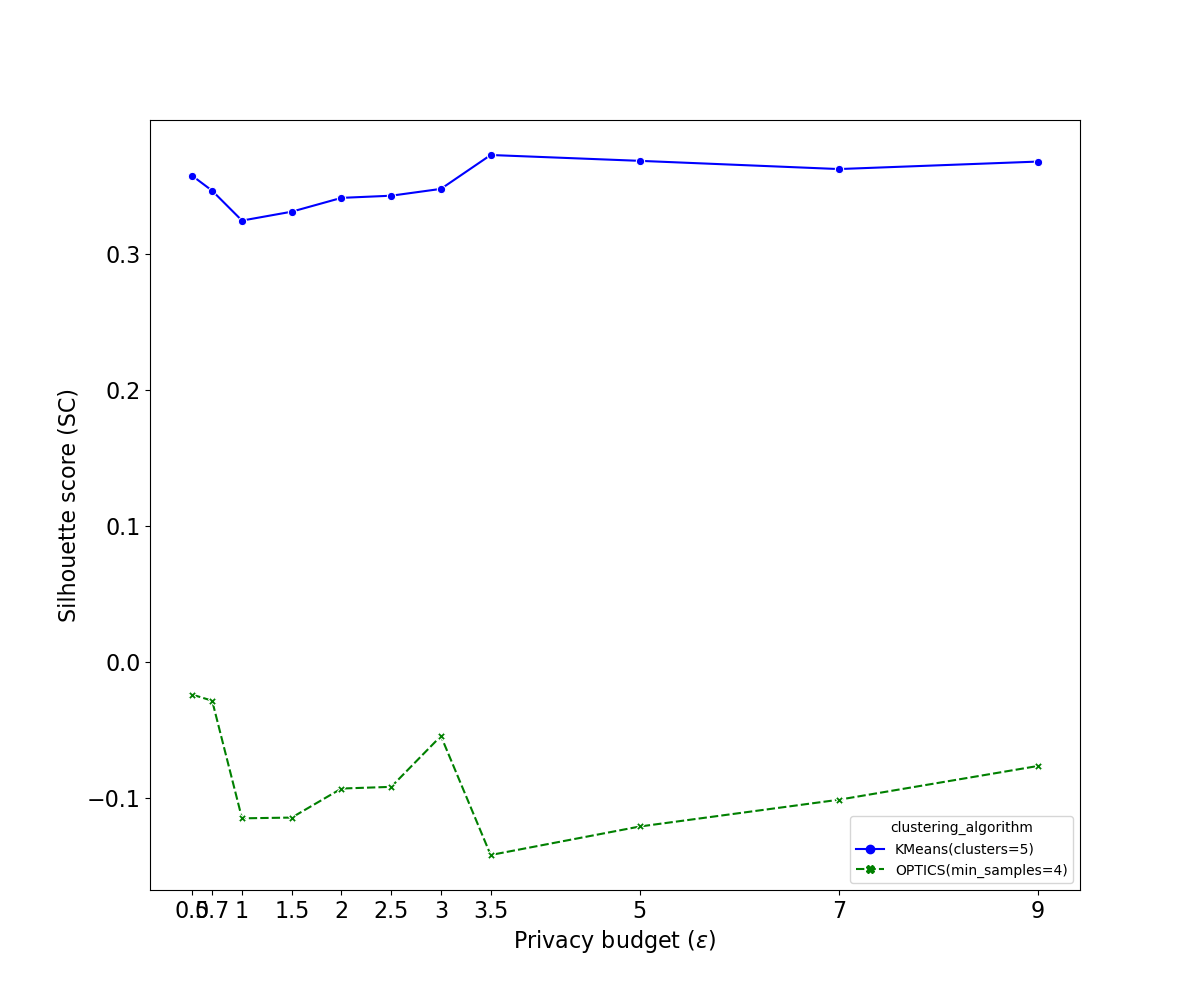 Silhouette score (SC)
0.3
0.2
0.1
0.0
−0.1
0.5 0.7 1 1.5 2 2.5 3 3.5 5 7 9
Privacy budget (ε)
clustering_algorithm
KMeans(clusters=5)
OPTICS(min_samples=4)